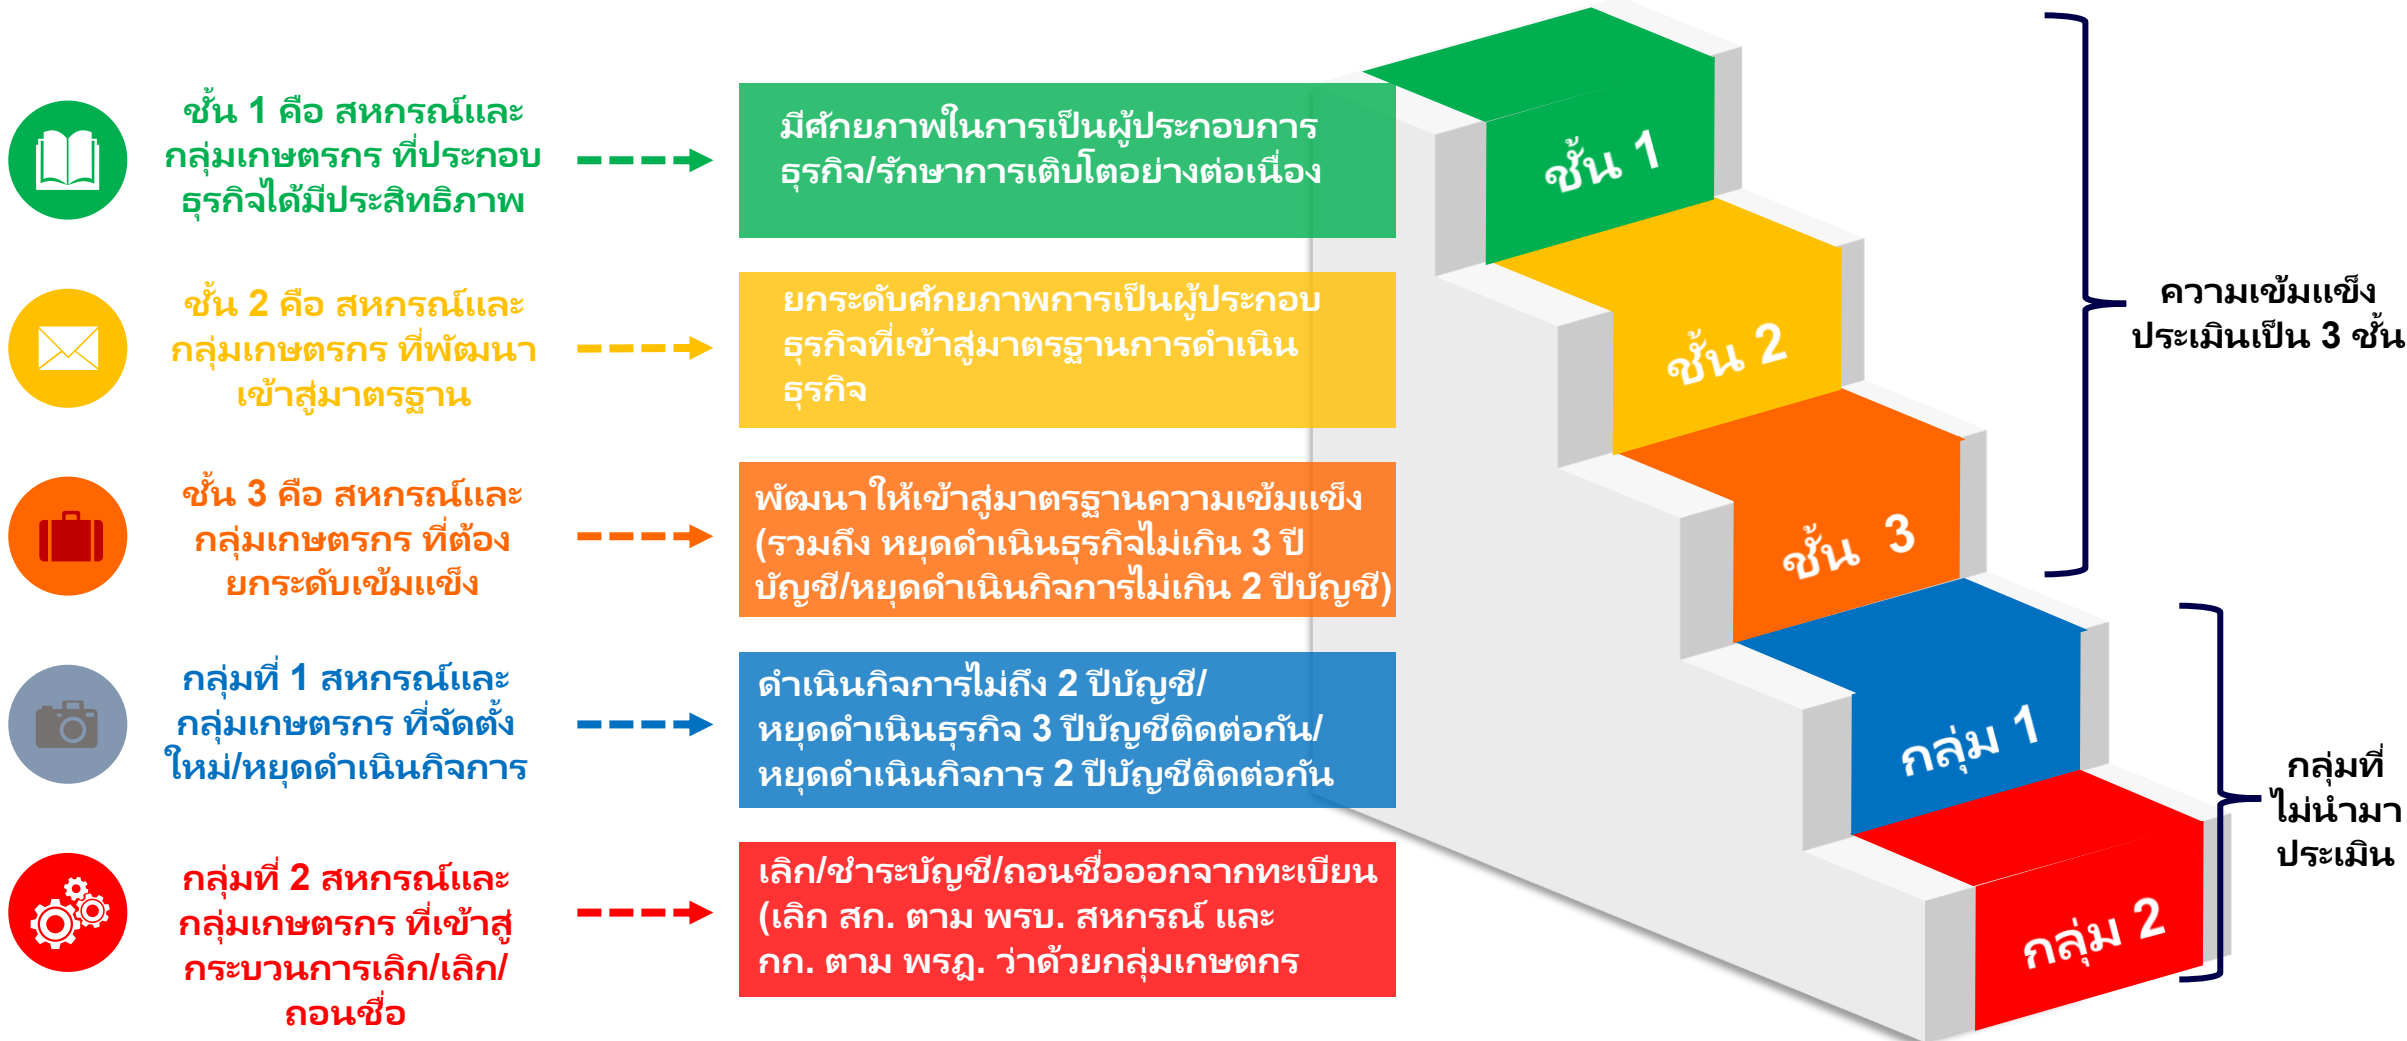 ชั้น 1 คือ สหกรณ์และ
กลุ่มเกษตรกร ที่ประกอบ
ธุรกิจได้มีประสิทธิภาพ
มีศักยภาพในการเป็นผู้ประกอบการ
ธุรกิจ/รักษาการเติบโตอย่างต่อเนื่อง
ชั้น 2 คือ สหกรณ์และ
กลุ่มเกษตรกร ที่พัฒนา
เข้าสู่มาตรฐาน
ยกระดับศักยภาพการเป็นผู้ประกอบ
ธุรกิจที่เข้าสู่มาตรฐานการดำเนิน
ธุรกิจ
ชั้น 3 คือ สหกรณ์และ
กลุ่มเกษตรกร ที่ต้อง
ยกระดับเข้มแข็ง
พัฒนาให้เข้าสู่มาตรฐานความเข้มแข็ง
(รวมถึง หยุดดำเนินธุรกิจไม่เกิน 3 ปี
บัญชี/หยุดดำเนินกิจการไม่เกิน 2 ปีบัญชี)
กลุ่มที่ 1 สหกรณ์และ
กลุ่มเกษตรกร ที่จัดตั้ง
ใหม่/หยุดดำเนินกิจการ
ดำเนินกิจการไม่ถึง 2 ปีบัญชี/
หยุดดำเนินธุรกิจ 3 ปีบัญชีติดต่อกัน/
หยุดดำเนินกิจการ 2 ปีบัญชีติดต่อกัน
กลุ่มที่ 2 สหกรณ์และ
กลุ่มเกษตรกร ที่เข้าสู่
กระบวนการเลิก/เลิก/
ถอนชื่อ
เลิก/ชำระบัญชี/ถอนชื่อออกจากทะเบียน
(เลิก สก. ตาม พรบ. สหกรณ์ และ
กก. ตาม พรฎ. ว่าด้วยกลุ่มเกษตกร
ชั้น 1
ชั้น 2
ชั้น 3
กลุ่ม 1
กลุ่ม 2
ความเข้มแข็ง
ประเมินเป็น 3 ชั้น
กลุ่มที่
ไม่นำมา
ประเมิน